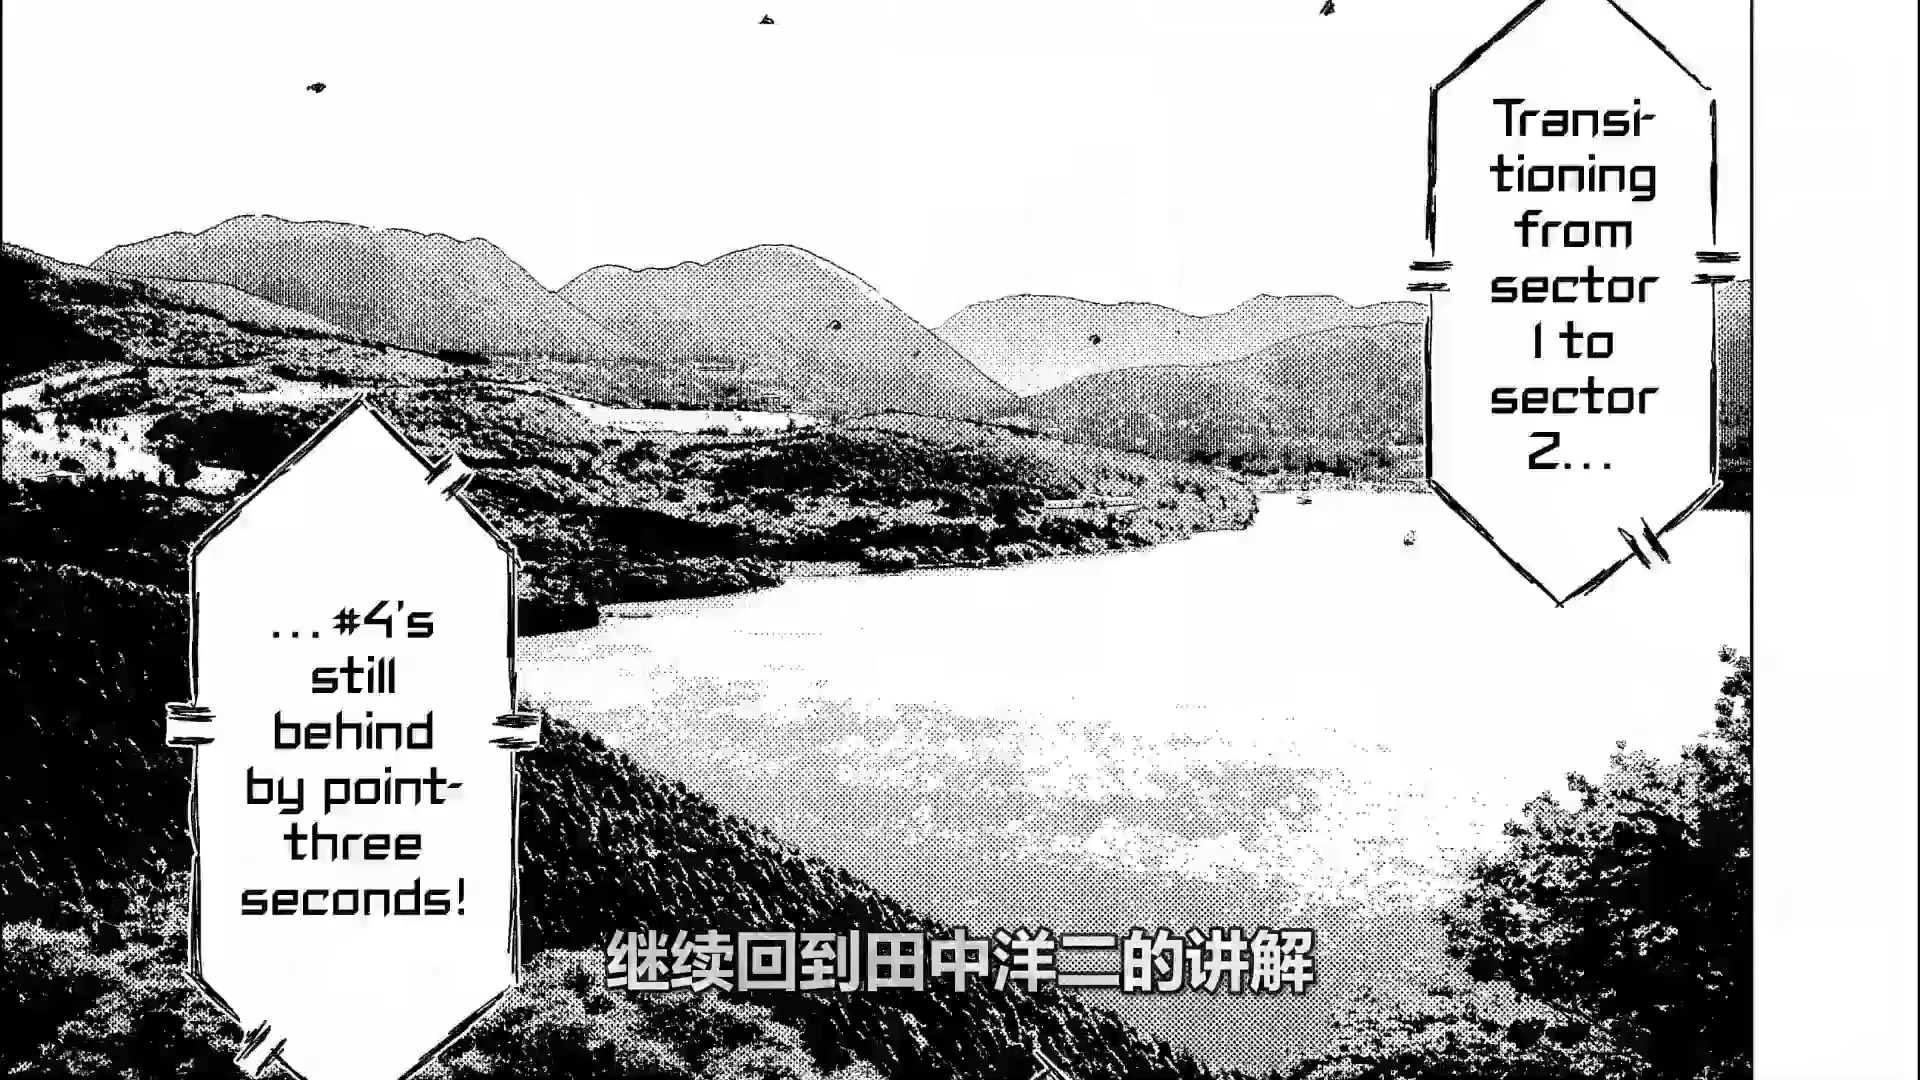 Transi-
tioning
from
sector
1 to
sector
2...
...#4's
still
behind
by point-
three
seconds!
继续回到田中洋二的讲解